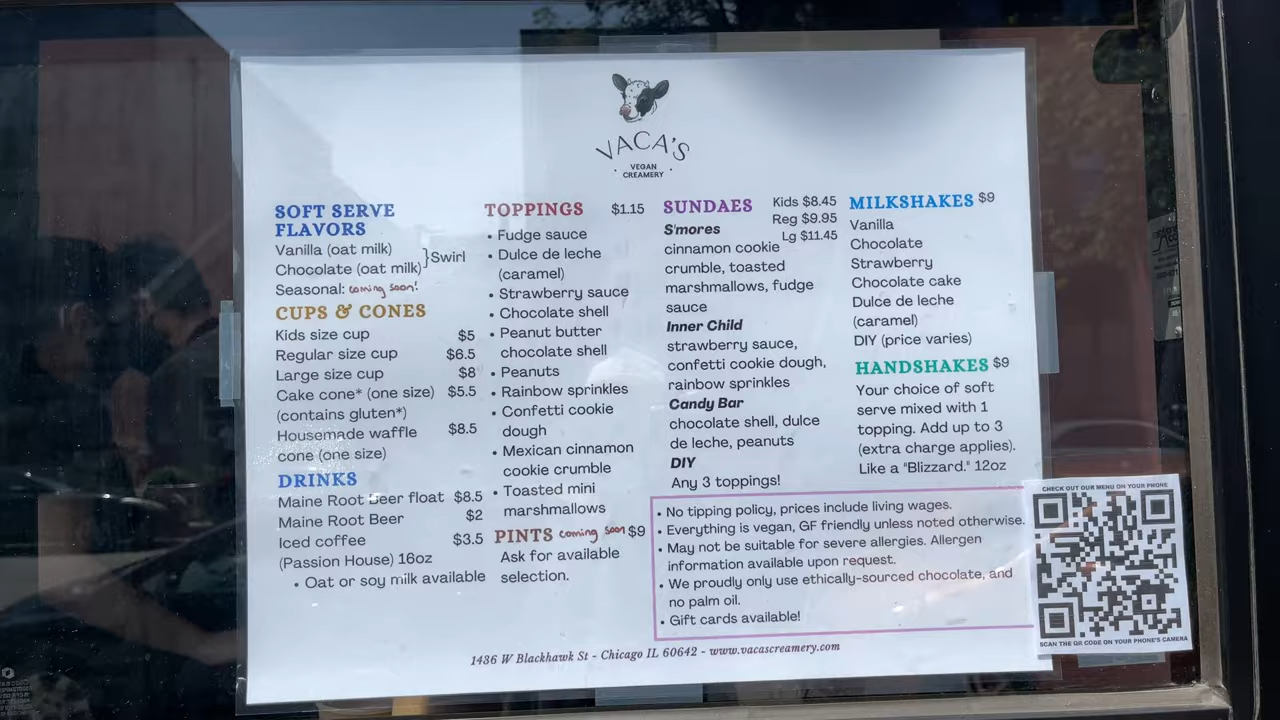 VACA'S
VEGAN
CREAMERY
SOFT SERVE
FLAVORS
Vanilla (oat milk)
Chocolate (oat milk)
}Swirl
Seasonal: coming soon!
CUPS & CONES
Kids size cup $5
Regular size cup $6.5
Large size cup $8
Cake cone* (one size) $5.5
(contains gluten*)
Housemade waffle $8.5
cone (one size)
DRINKS
Maine Root Beer float $8.5
Maine Root Beer $2
Iced coffee $3.5
(Passion House) 16oz
• Oat or soy milk available
TOPPINGS $1.15
• Fudge sauce
• Dulce de leche
(caramel)
• Strawberry sauce
• Chocolate shell
• Peanut butter
chocolate shell
• Peanuts
• Rainbow sprinkles
• Confetti cookie
dough
• Mexican cinnamon
cookie crumble
• Toasted mini
marshmallows
PINTS coming soon $9
Ask for available
selection.
SUNDAES
Kids $8.45
Reg $9.95
Lg $11.45
S'mores
cinnamon cookie
crumble, toasted
marshmallows, fudge
sauce
Inner Child
strawberry sauce,
confetti cookie dough,
rainbow sprinkles
Candy Bar
chocolate shell, dulce
de leche, peanuts
DIY
Any 3 toppings!
MILKSHAKES $9
Vanilla
Chocolate
Strawberry
Chocolate cake
Dulce de leche
(caramel)
DIY (price varies)
HANDSHAKES $9
Your choice of soft
serve mixed with 1
topping. Add up to 3
(extra charge applies).
Like a "Blizzard." 12oz
• No tipping policy, prices include living wages.
• Everything is vegan, GF friendly unless noted otherwise.
• May not be suitable for severe allergies. Allergen
information available upon request.
• We proudly only use ethically-sourced chocolate, and
no palm oil.
• Gift cards available!
CHECK OUT OUR MENU ON YOUR PHONE
SCAN THE QR CODE ON YOUR PHONE'S CAMERA
1436 W Blackhawk St - Chicago IL 60642 - www.vacascreamery.com